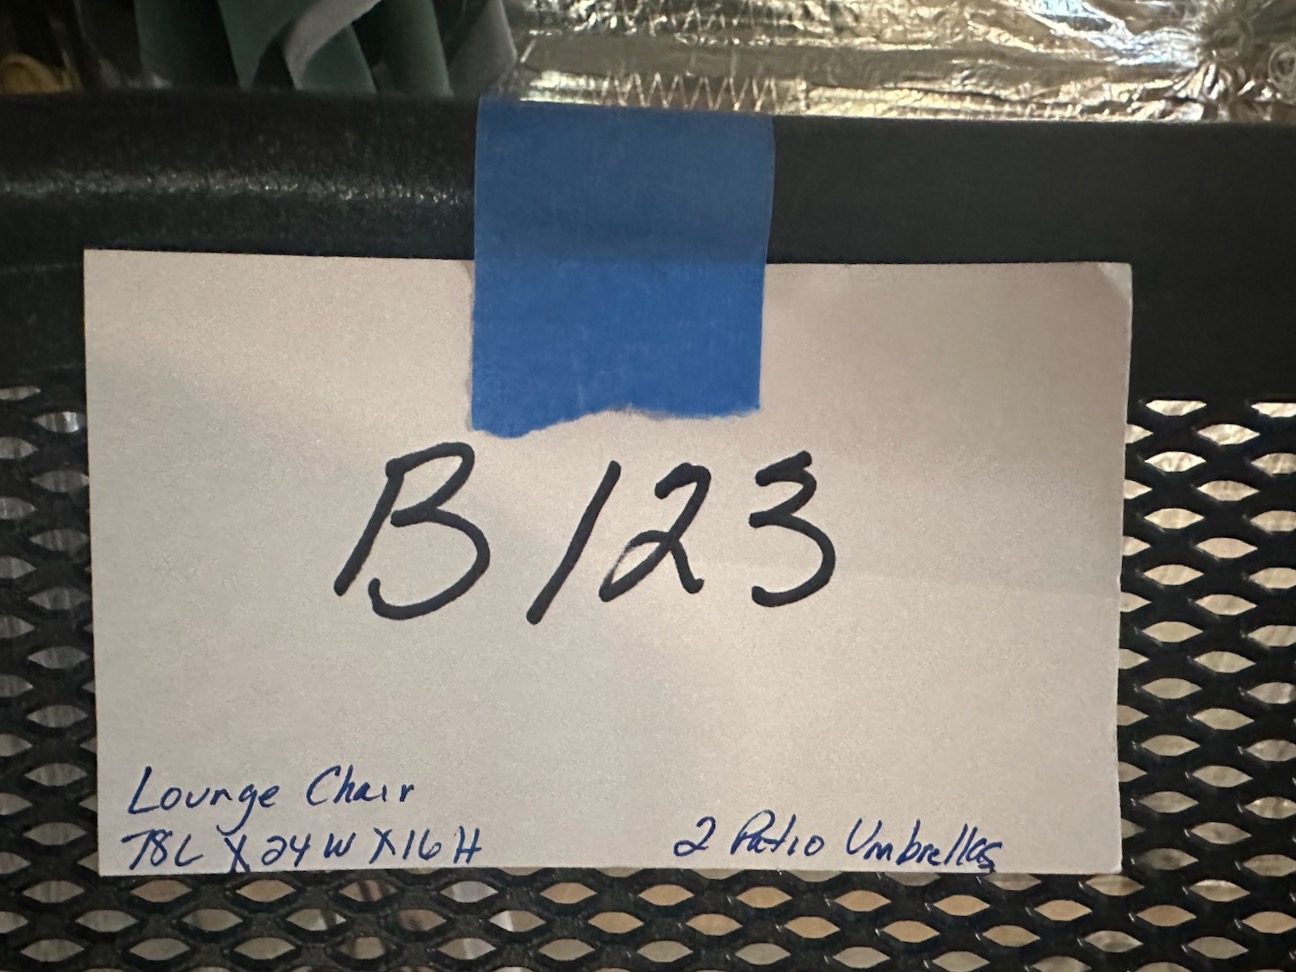 B123
Lounge Chair
78L X 24W X 16H
2 Patio Umbrellas